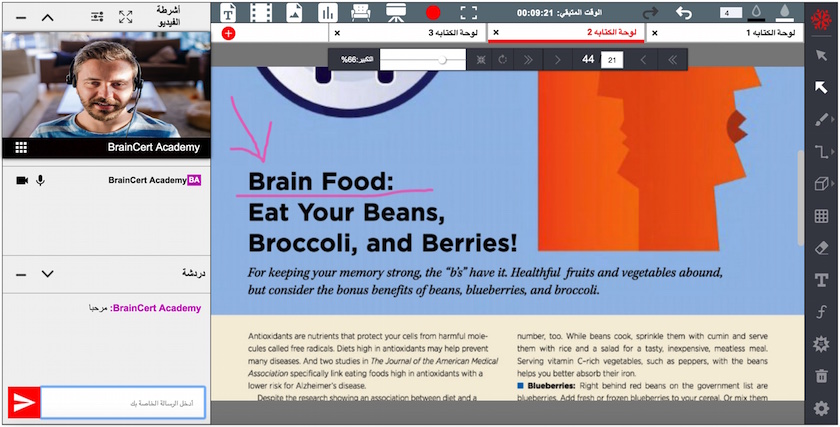 أشرطة
الفيديو
BrainCert Academy
BrainCert Academy BA
دردشة
BrainCert Academy: مرحبا
أدخل الرسالة الخاصة بك
الوقت المتبقي: 00:09:21
4
لوحة الكتابه 1
لوحة الكتابه 2
لوحة الكتابه 3
التكبير:66%
44
21
Brain Food:
Eat Your Beans,
Broccoli, and Berries!
For keeping your memory strong, the “b’s” have it. Healthful fruits and vegetables abound,
but consider the bonus benefits of beans, blueberries, and broccoli.
Antioxidants are nutrients that protect your cells from harmful mole-
cules called free radicals. Diets high in antioxidants may help prevent
many diseases. And two studies in The Journal of the American Medical
Association specifically link eating foods high in antioxidants with a
lower risk for Alzheimer's disease.
Despite the research showing an association between diet and a
number, too. While beans cook, sprinkle them with cumin and serve
them with rice and a salad for a tasty, inexpensive, meatless meal.
Serving vitamin C-rich vegetables, such as peppers, with the beans
helps you better absorb their iron.
Blueberries: Right behind red beans on the government list are
blueberries. Add fresh or frozen blueberries to your cereal. Or mix them